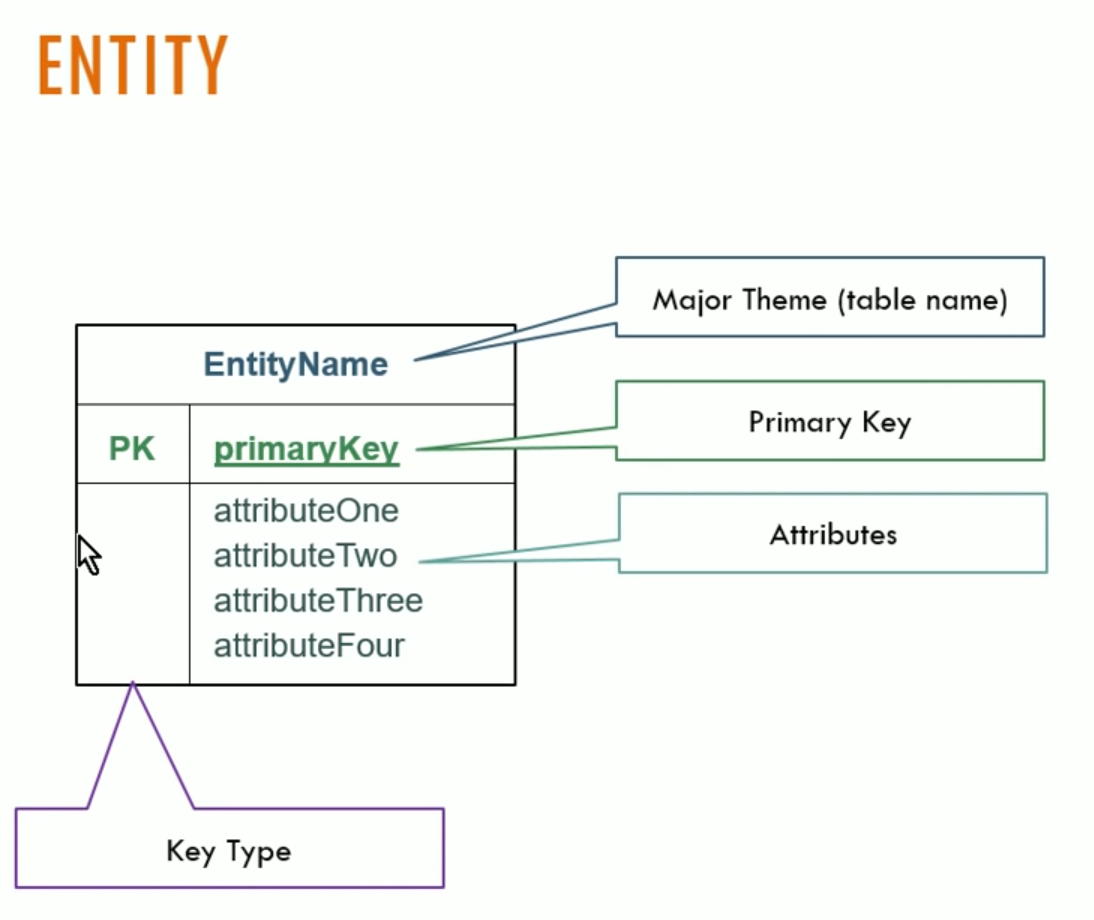 ENTITY
Major Theme (table name)
EntityName
Primary Key
PK
primaryKey
attributeOne
Attributes
attributeTwo
attributeThree
attributeFour
Key Type